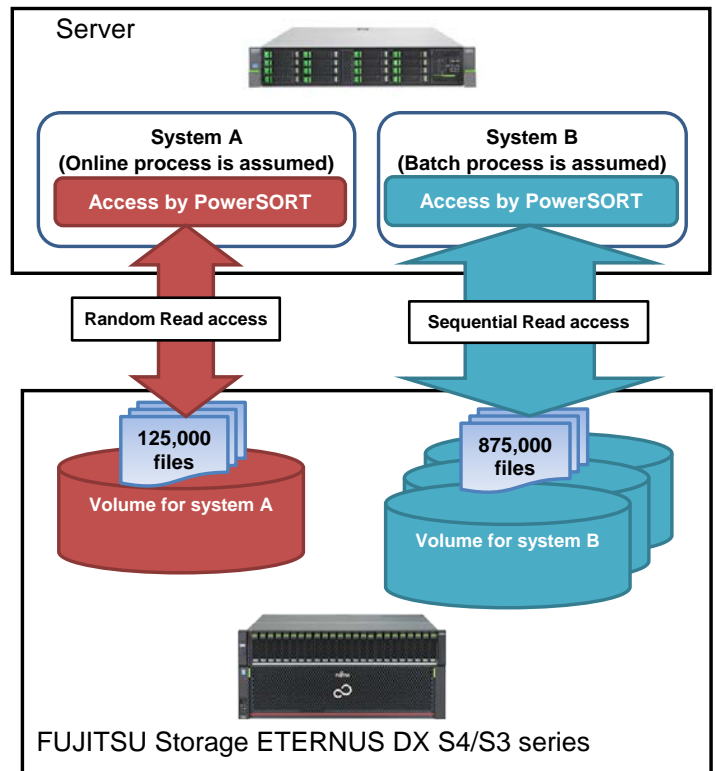 Server
System A
(Online process is assumed)
Access by PowerSORT
System B
(Batch process is assumed)
Access by PowerSORT
Random Read access
Sequential Read access
125,000
files
Volume for system A
875,000
files
Volume for system B
FUJITSU Storage ETERNUS DX S4/S3 series